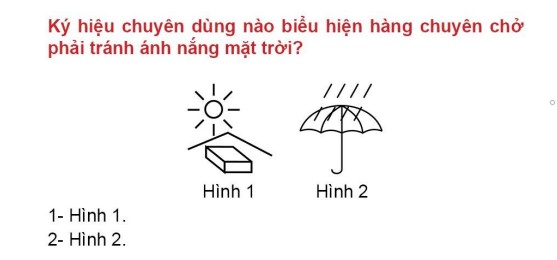 Ký hiệu chuyên dùng nào biểu hiện hàng chuyên chở
phải tránh ánh nắng mặt trời?
Hình 1
Hình 2
1- Hình 1.
2- Hình 2.